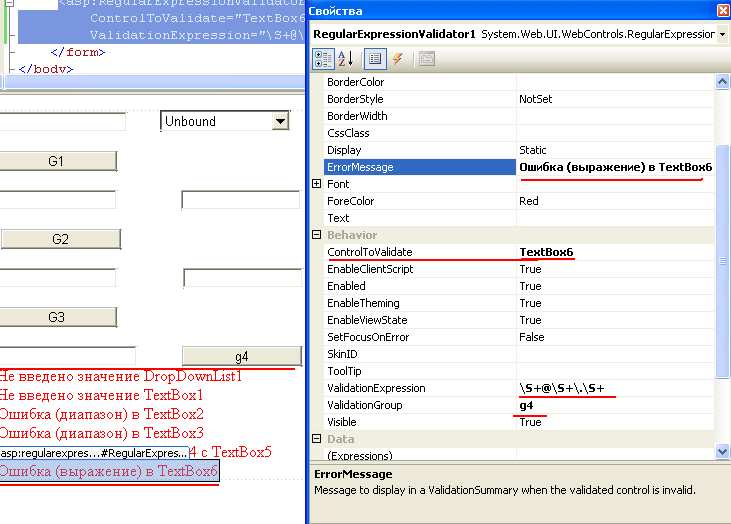 <asp:RegularExpressionValidator
ControlToValidate="TextBox6
ValidationExpression="\S+@\
</form>
</body>
Unbound
G1
G2
G3
g4
Не введено значение DropDownList1
Не введено значение TextBox1
Ошибка (диапазон) в TextBox2
Ошибка (диапазон) в TextBox3
asp:regularexpres...#RegularExpres... 4 с TextBox5
Ошибка (выражение) в TextBox6
Свойства
RegularExpressionValidator1 System.Web.UI.WebControls.RegularExpression
BorderColor
BorderStyle NotSet
BorderWidth
CssClass
Display Static
ErrorMessage Ошибка (выражение) в TextBox6
Font
ForeColor Red
Text
Behavior
ControlToValidate TextBox6
EnableClientScript True
Enabled True
EnableTheming True
EnableViewState True
SetFocusOnError False
SkinID
ToolTip
ValidationExpression \S+@\S+\.\S+
ValidationGroup g4
Visible True
Data
(Expressions)
ErrorMessage
Message to display in a ValidationSummary when the validated control is invalid.